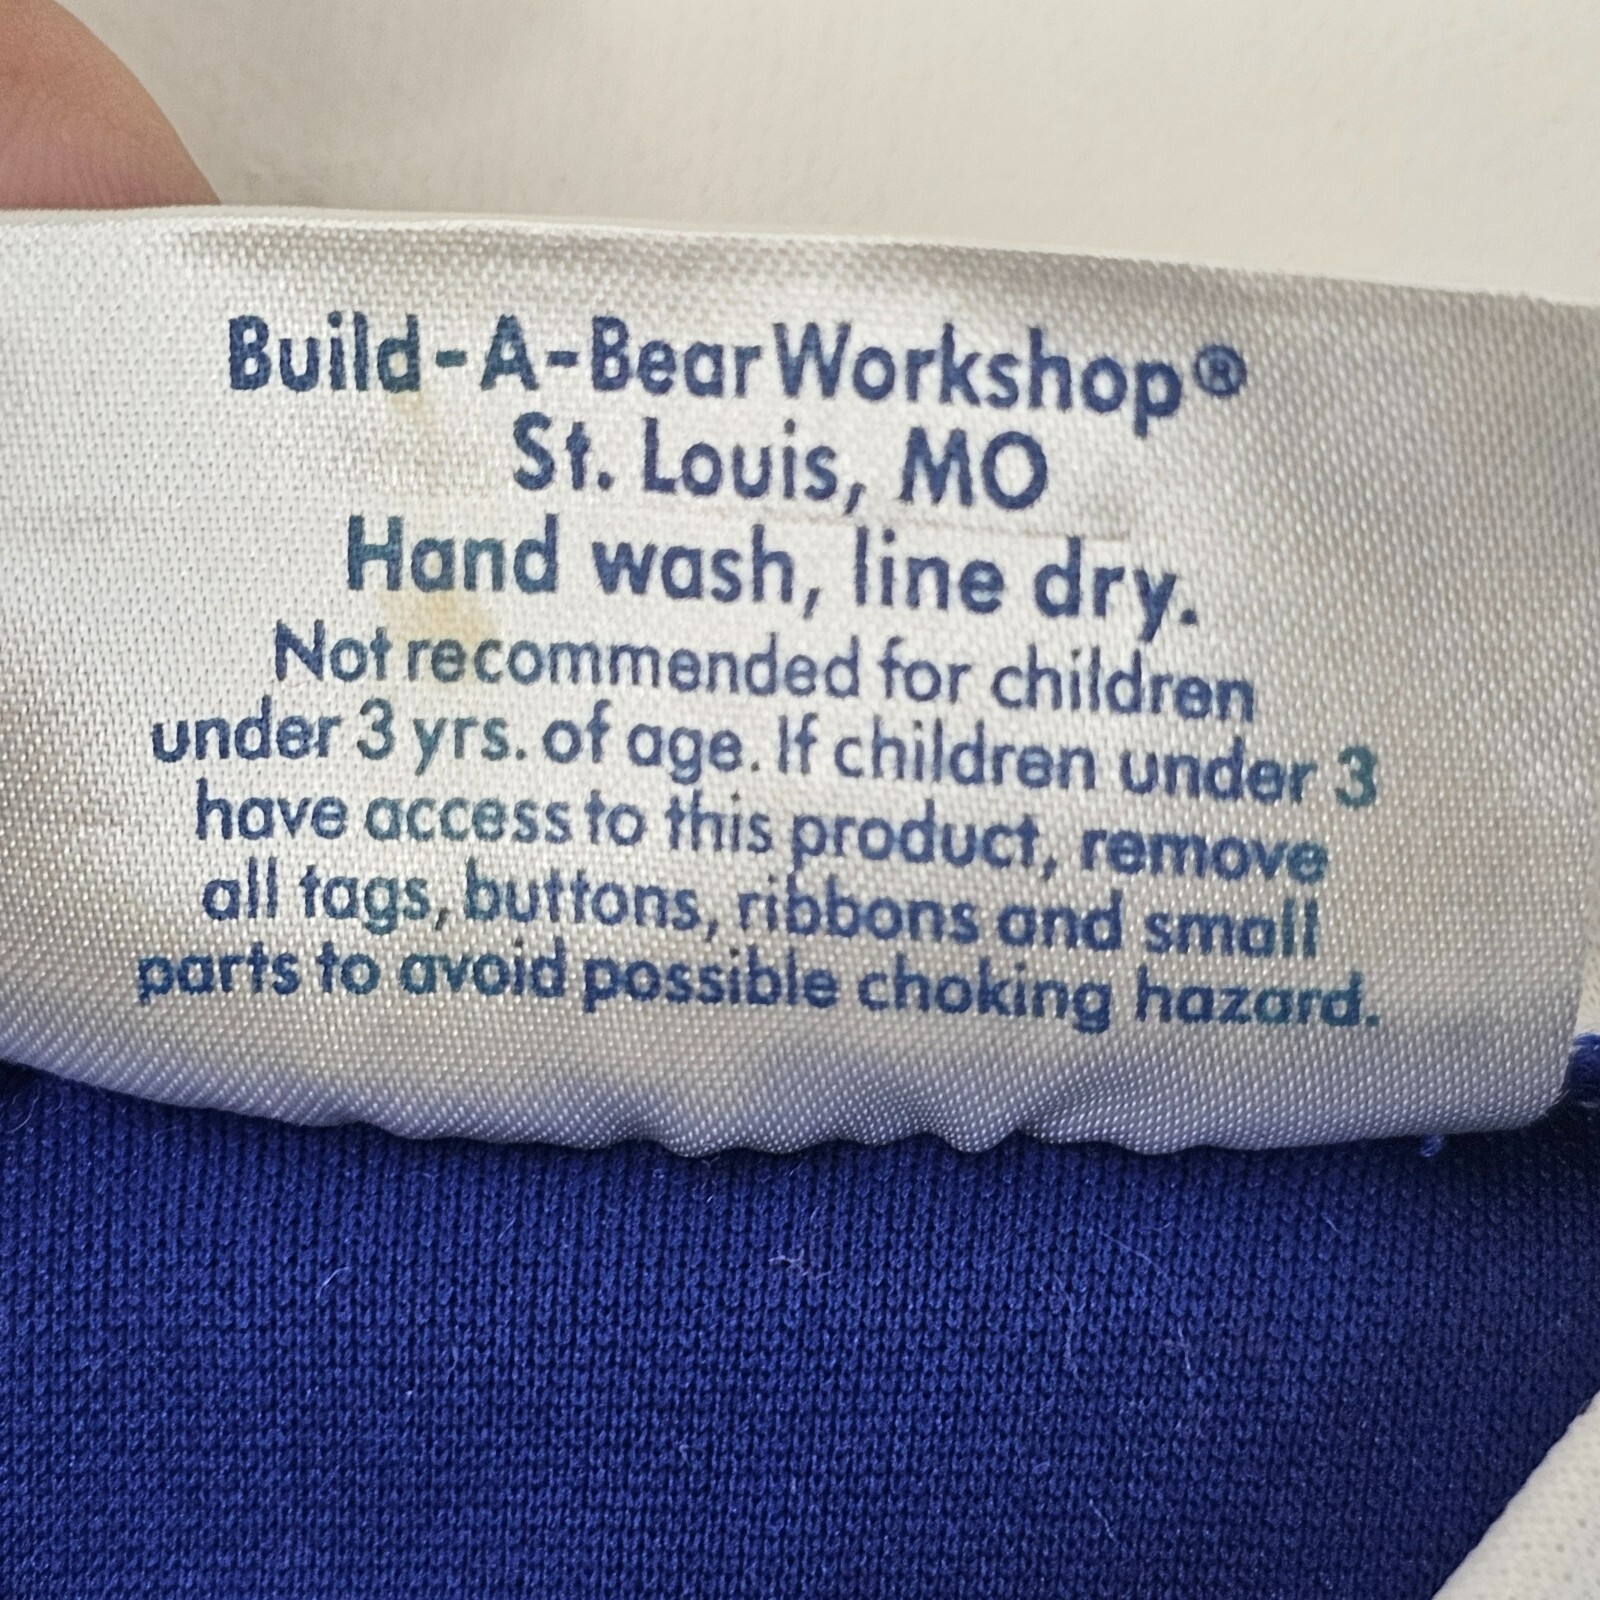 Build-A-Bear Workshop®
St. Louis, MO
Hand wash, line dry.
Not recommended for children
under 3 yrs. of age. If children under 3
have access to this product, remove
all tags, buttons, ribbons and small
parts to avoid possible choking hazard.